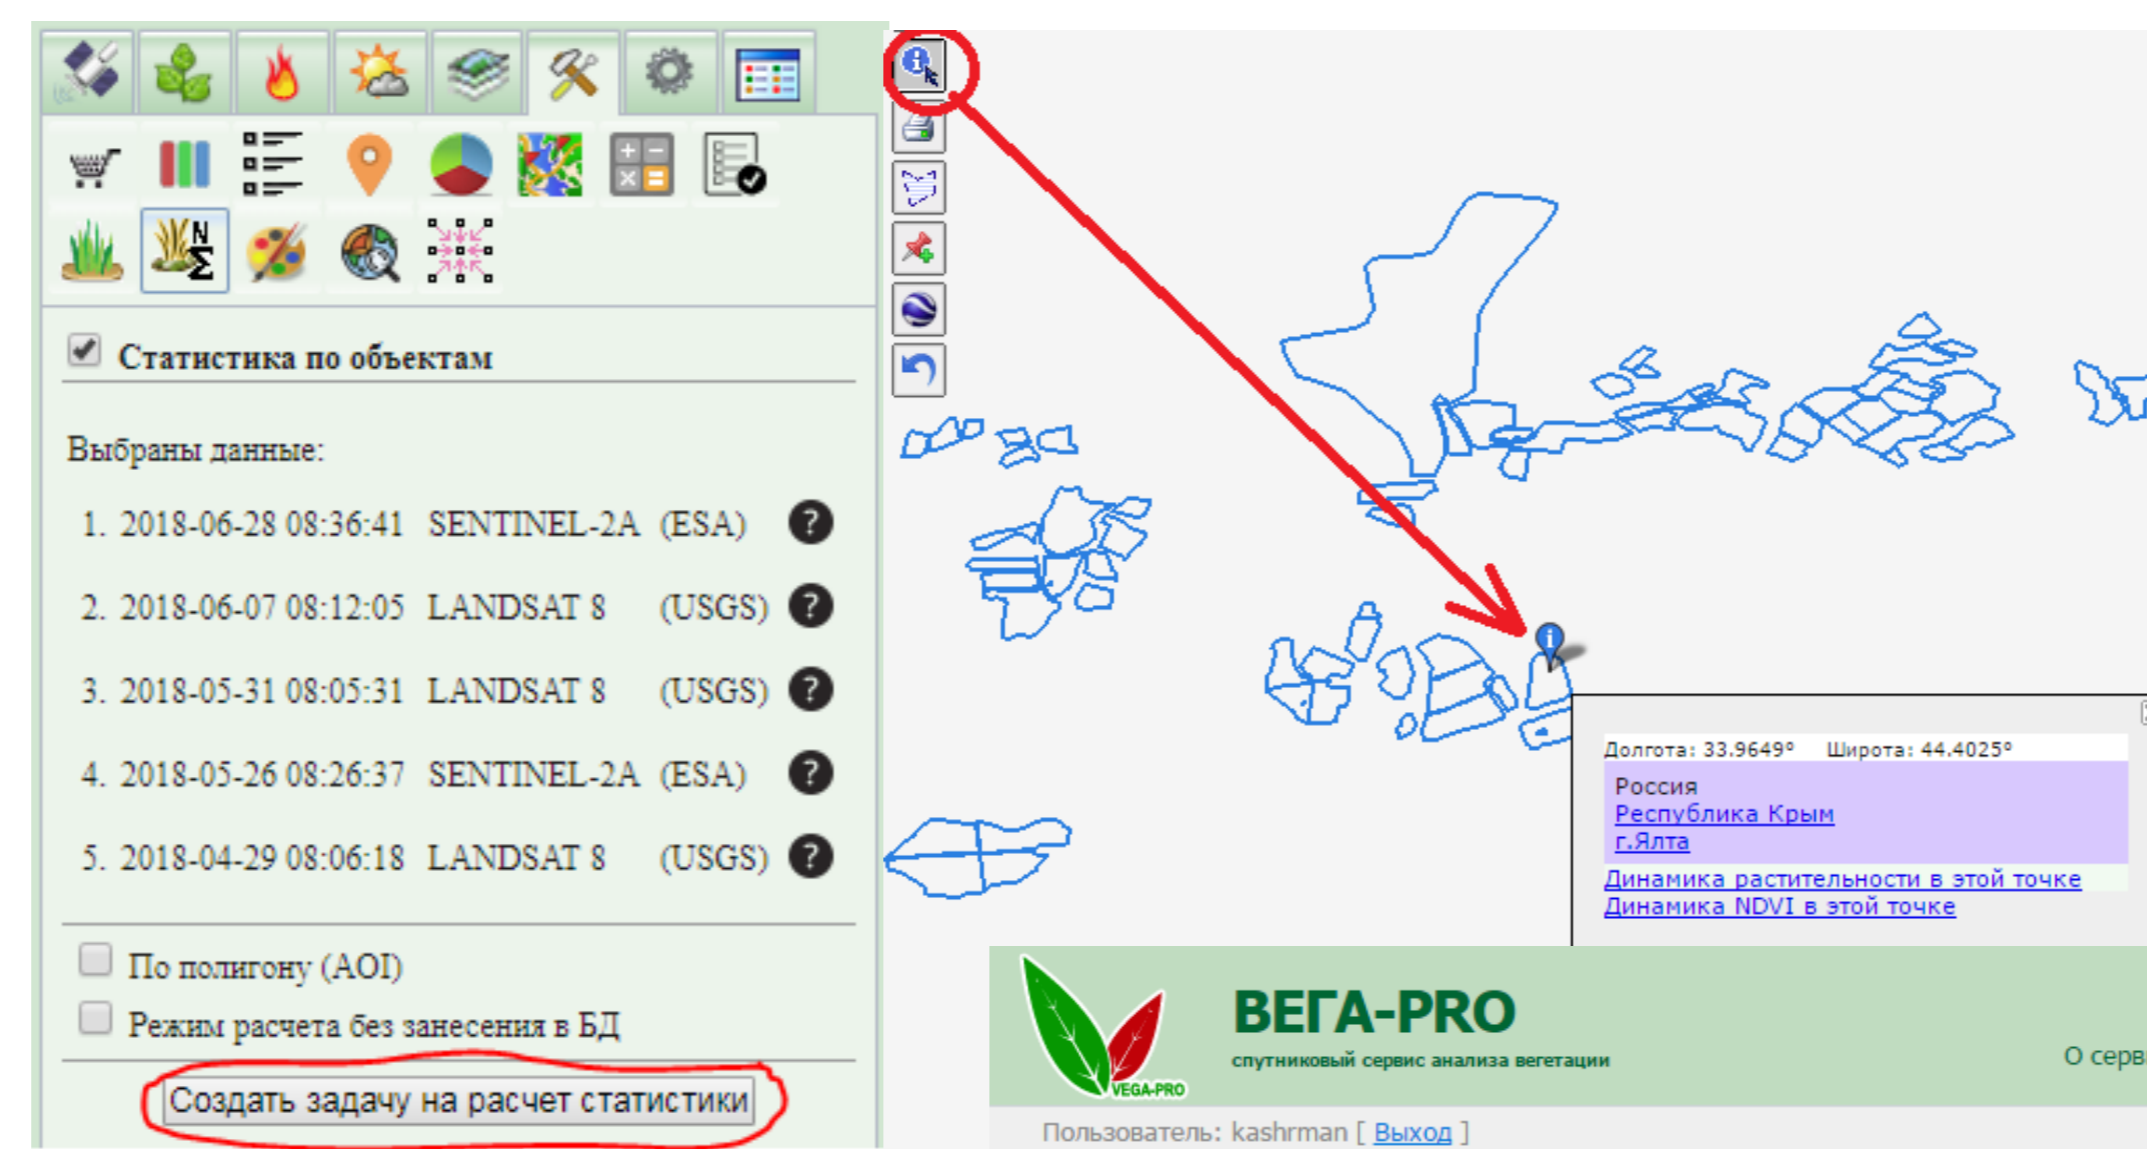 N
Σ
Статистика по объектам
Выбраны данные:
1. 2018-06-28 08:36:41 SENTINEL-2A (ESA) ?
2. 2018-06-07 08:12:05 LANDSAT 8 (USGS) ?
3. 2018-05-31 08:05:31 LANDSAT 8 (USGS) ?
4. 2018-05-26 08:26:37 SENTINEL-2A (ESA) ?
5. 2018-04-29 08:06:18 LANDSAT 8 (USGS) ?
По полигону (AOI)
Режим расчета без занесения в БД
Создать задачу на расчет статистики
Долгота: 33.9649° Широта: 44.4025°
Россия
Республика Крым
г.Ялта
Динамика растительности в этой точке
Динамика NDVI в этой точке
ВЕГА-PRO
спутниковый сервис анализа вегетации
VEGA-PRO
О серв
Пользователь: kashrman [ Выход ]